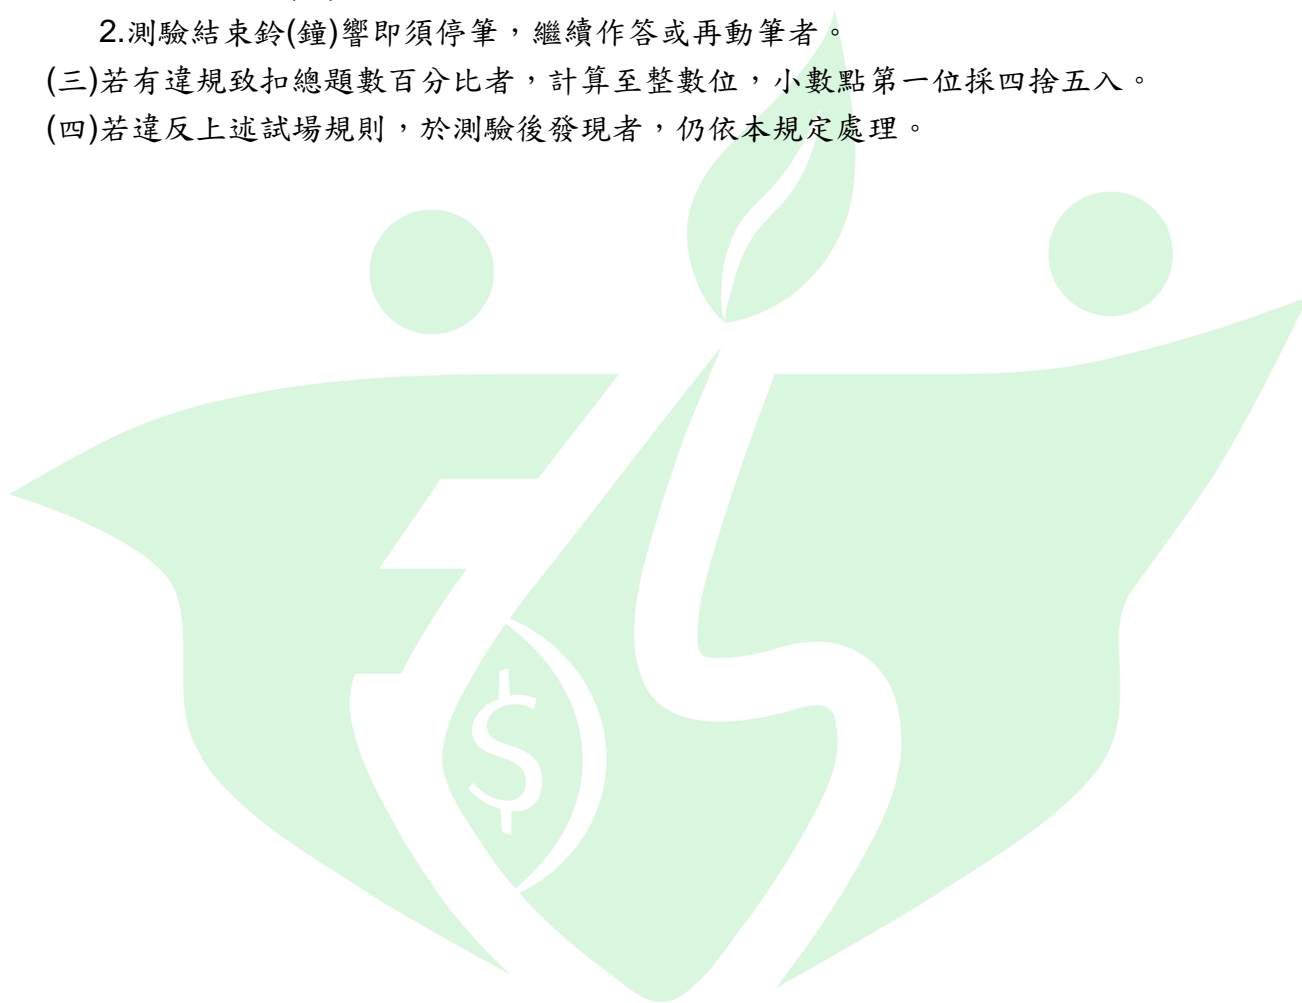 2.測驗結束鈴(鐘)響即須停筆，繼續作答或再動筆者。
(三)若有違規致扣總題數百分比者，計算至整數位，小數點第一位採四捨五入。
(四)若違反上述試場規則，於測驗後發現者，仍依本規定處理。
$